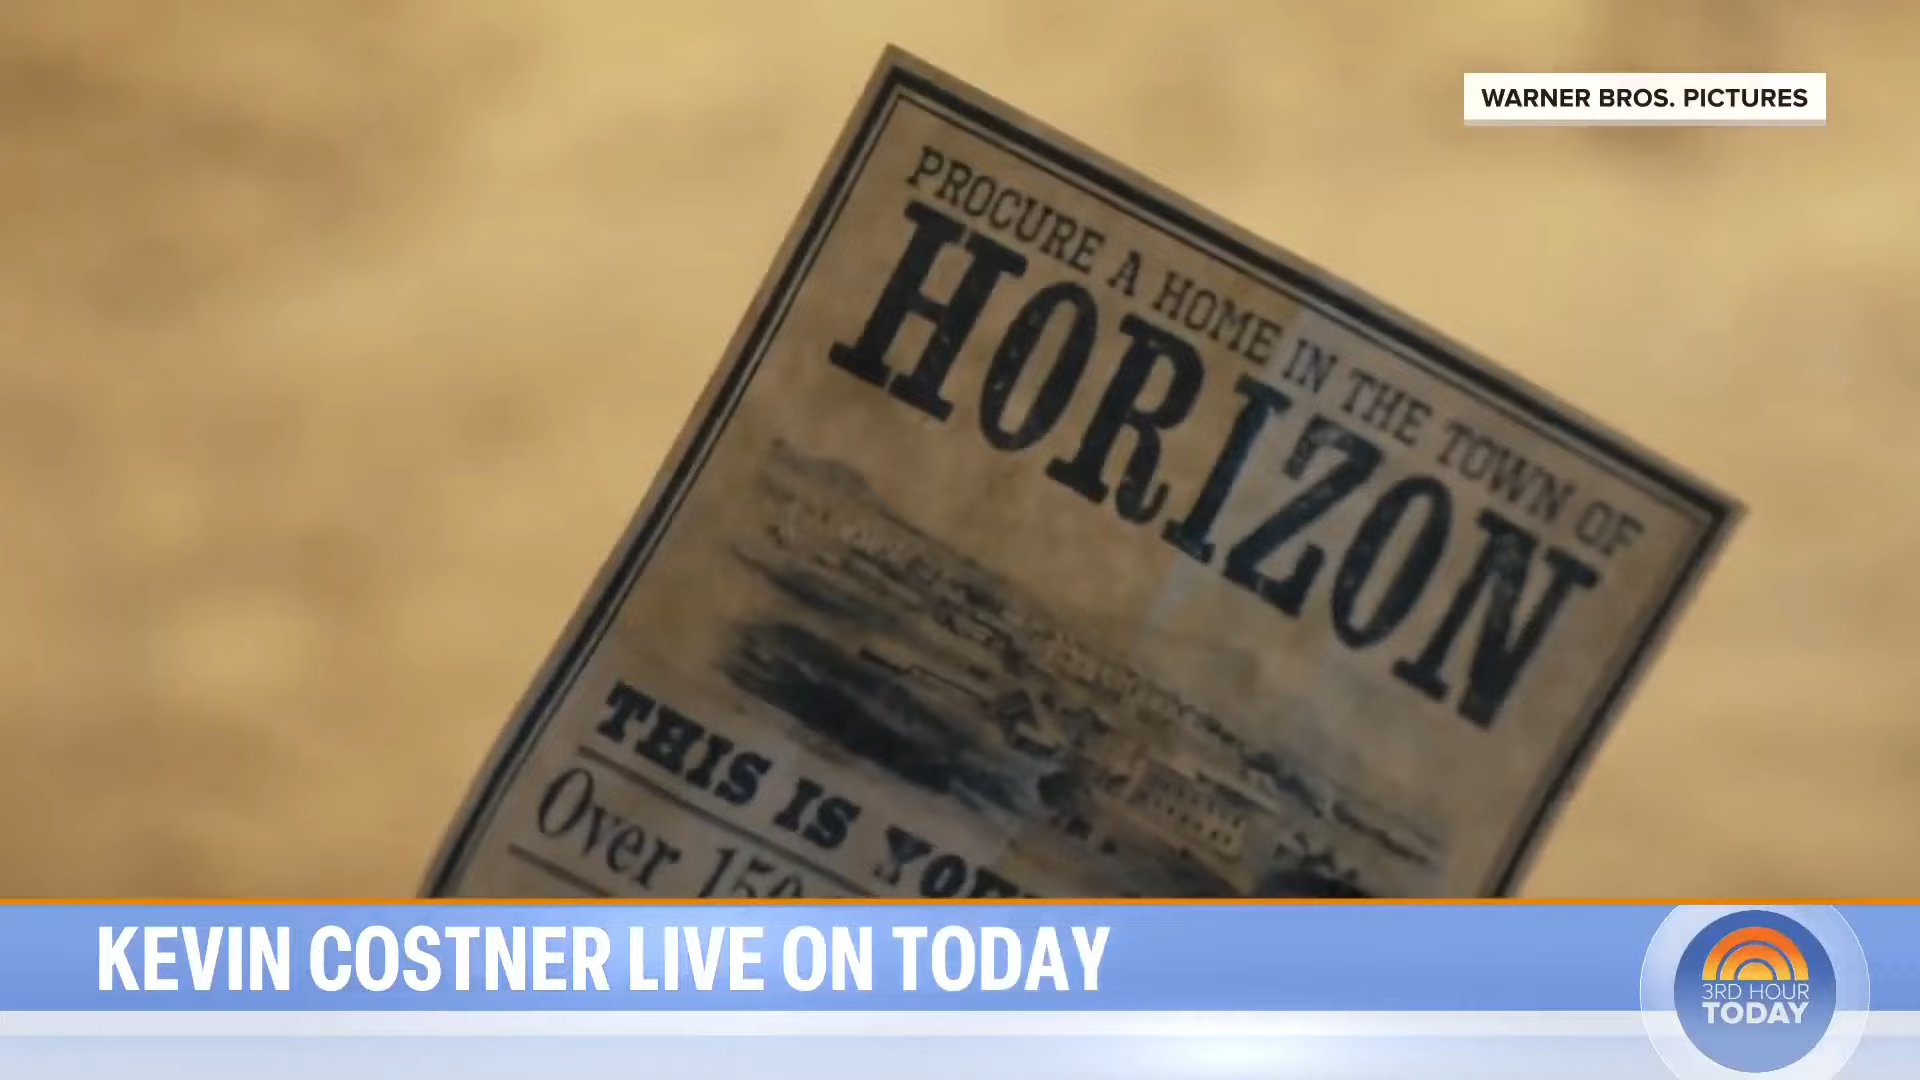 WARNER BROS. PICTURES
PROCURE A HOME IN THE TOWN OF
HORIZON
THIS IS
Over 150
KEVIN COSTNER LIVE ON TODAY
3RD HOUR
TODAY